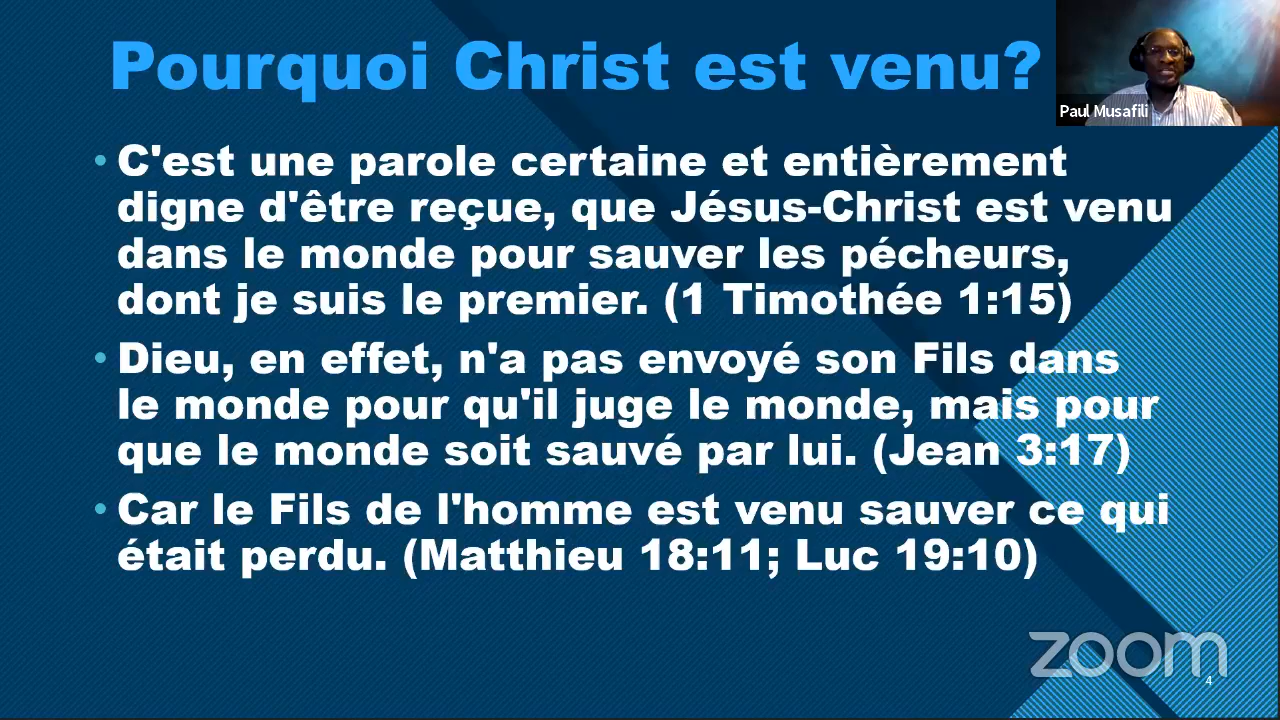 Pourquoi Christ est venu?
Paul Musafili
• C'est une parole certaine et entièrement
digne d'être reçue, que Jésus-Christ est venu
dans le monde pour sauver les pécheurs,
dont je suis le premier. (1 Timothée 1:15)
• Dieu, en effet, n'a pas envoyé son Fils dans
le monde pour qu'il juge le monde, mais pour
que le monde soit sauvé par lui. (Jean 3:17)
• Car le Fils de l'homme est venu sauver ce qui
était perdu. (Matthieu 18:11; Luc 19:10)
zoom
4